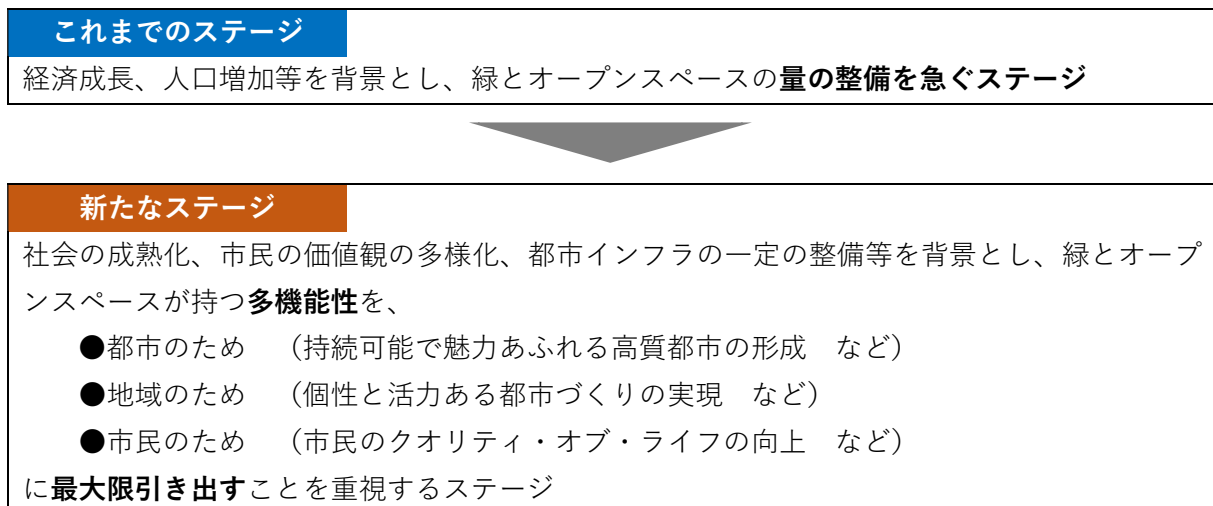 これまでのステージ
経済成長、人口増加等を背景とし、緑とオープンスペースの量の整備を急ぐステージ
新たなステージ
社会の成熟化、市民の価値観の多様化、都市インフラの一定の整備等を背景とし、緑とオープ
ンスペースが持つ多機能性を、
●都市のため　（持続可能で魅力あふれる高質都市の形成　など）
●地域のため　（個性と活力ある都市づくりの実現　など）
●市民のため　（市民のクオリティ・オブ・ライフの向上　など）
に最大限引き出すことを重視するステージ